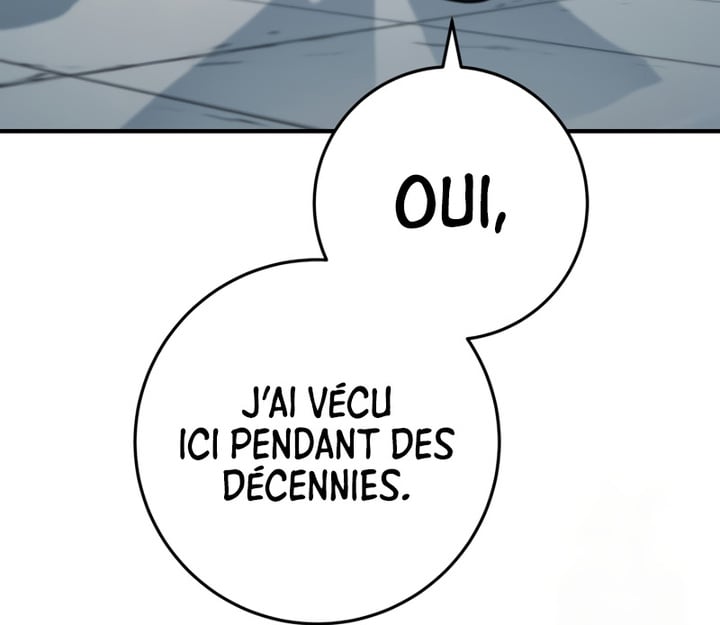 OUI,
J'AI VÉCU
ICI PENDANT DES
DÉCENNIES.